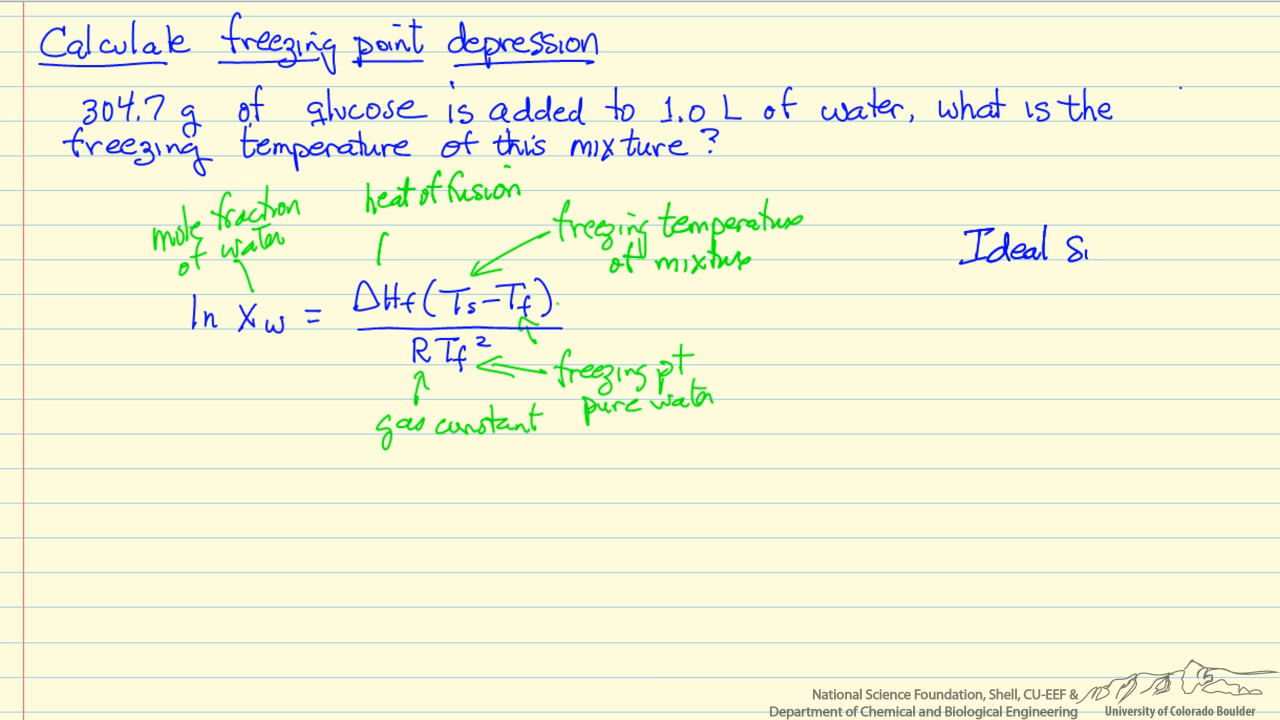 Calculate freezing point depression
304.7 g of glucose is added to 1.0 L of water, what is the
freezing temperature of this mixture?
mole fraction
of water
heat of fusion
freezing temperature
of mixture
Ideal s
ln Xw = ΔHf (Ts - Tf)
R Tf²
freezing pt
pure water
gas constant
National Science Foundation, Shell, CU-EEF &
Department of Chemical and Biological Engineering
University of Colorado Boulder